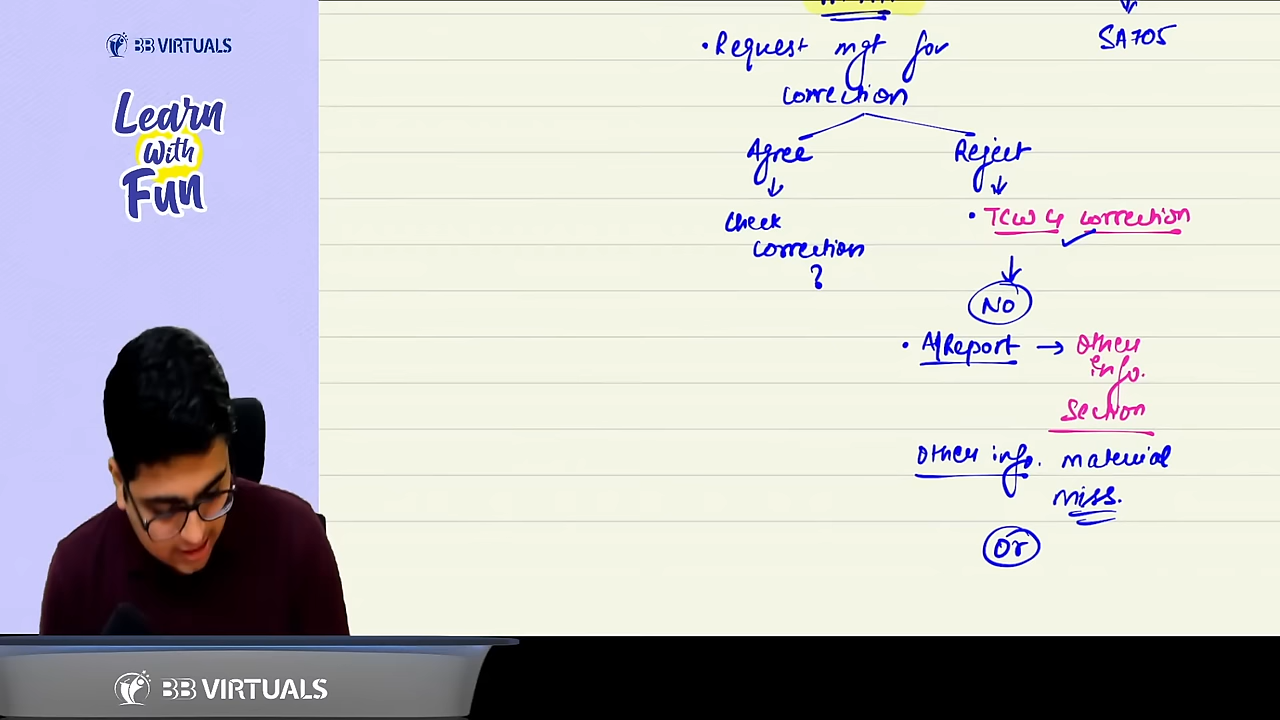 BB VIRTUALS
Learn
With
Fun
SA705
• Request mgt for
correction
Agree
Reject
Check
correction
?
• TCWG correction
NO
• A/Report → Other
info.
Section
Other info. material
miss.
Or
BB VIRTUALS